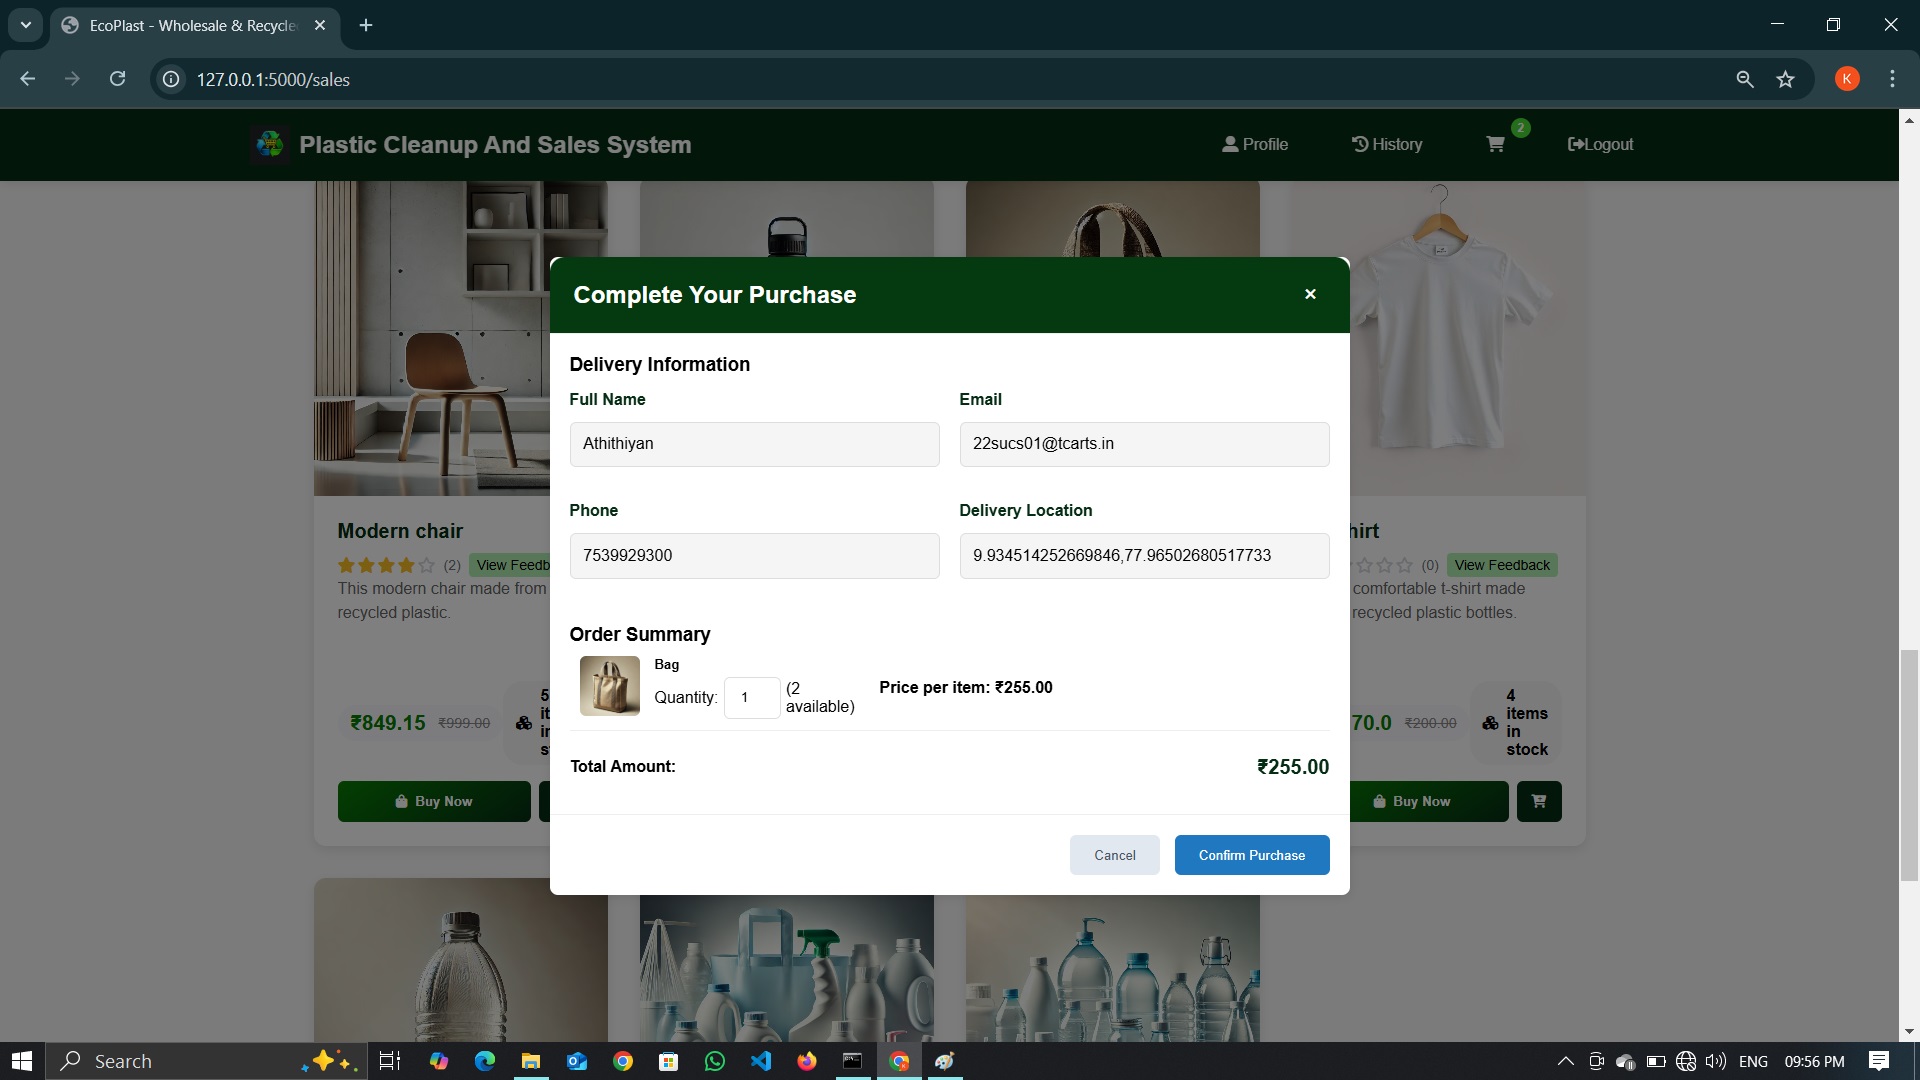 EcoPlast - Wholesale & Recycle
127.0.0.1:5000/sales
K
Plastic Cleanup And Sales System
Profile
History
2
Logout
Complete Your Purchase
×
Delivery Information
Full Name
Email
Athithiyan
22sucs01@tcarts.in
Phone
Delivery Location
7539929300
9.934514252669846,77.96502680517733
Order Summary
Bag
Quantity: 1 (2 available)
Price per item: ₹255.00
Total Amount:
₹255.00
Cancel
Confirm Purchase
Modern chair
(2) View Feedb
This modern chair made from
recycled plastic.
₹849.15 ₹999.00
5
it
ir
s
Buy Now
hirt
(0) View Feedback
comfortable t-shirt made
recycled plastic bottles.
70.0 ₹200.00
4
items
in
stock
Buy Now
Search
ENG
09:56 PM